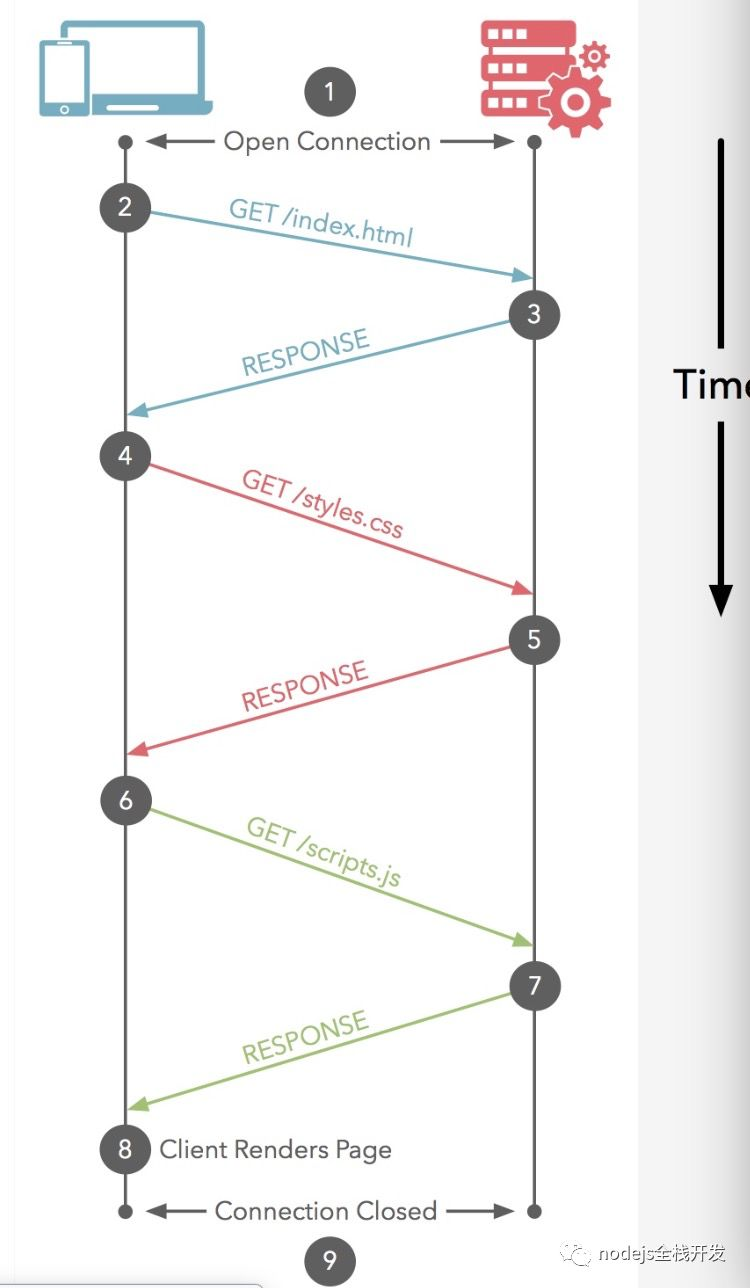 1
Open Connection
2
GET /index.html
3
RESPONSE
Time
4
GET /styles.css
5
RESPONSE
6
GET /scripts.js
7
RESPONSE
8 Client Renders Page
Connection Closed
9
nodejs全栈开发